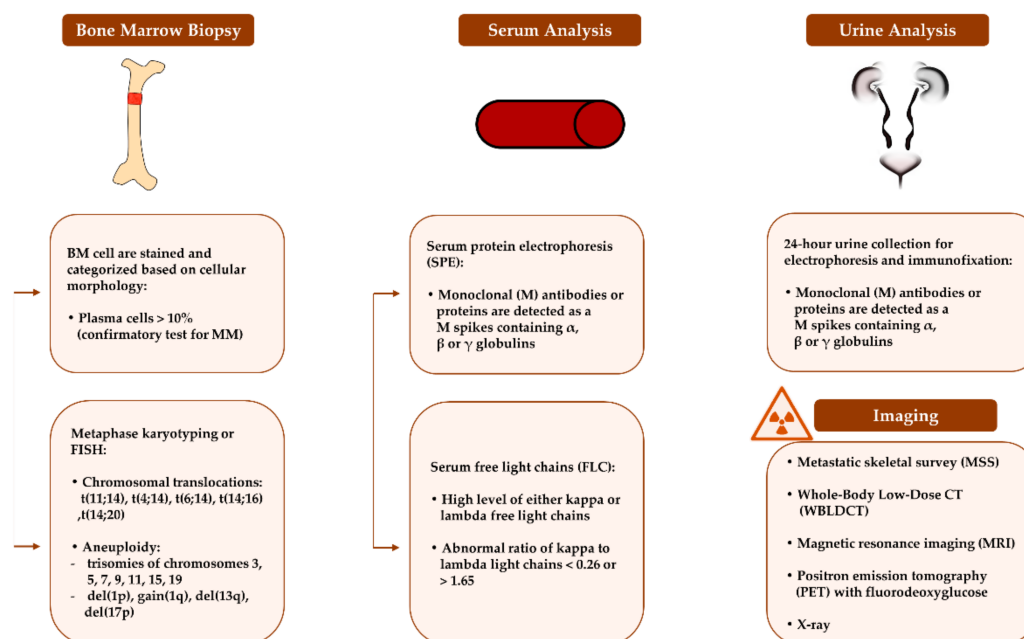 Bone Marrow Biopsy
BM cell are stained and
categorized based on cellular
morphology:
• Plasma cells > 10%
(confirmatory test for MM)
Metaphase karyotyping or
FISH:
• Chromosomal translocations:
t(11;14), t(4;14), t(6;14), t(14;16)
,t(14;20)
• Aneuploidy:
- trisomies of chromosomes 3,
5, 7, 9, 11, 15, 19
- del(1p), gain(1q), del(13q),
del(17p)
Serum Analysis
Serum protein electrophoresis
(SPE):
• Monoclonal (M) antibodies or
proteins are detected as a
M spikes containing α,
β or γ globulins
Serum free light chains (FLC):
• High level of either kappa or
lambda free light chains
• Abnormal ratio of kappa to
lambda light chains < 0.26 or
> 1.65
Urine Analysis
24-hour urine collection for
electrophoresis and immunofixation:
• Monoclonal (M) antibodies or
proteins are detected as a
M spikes containing α,
β or γ globulins
Imaging
• Metastatic skeletal survey (MSS)
• Whole-Body Low-Dose CT
(WBLDCT)
• Magnetic resonance imaging (MRI)
• Positron emission tomography
(PET) with fluorodeoxyglucose
• X-ray